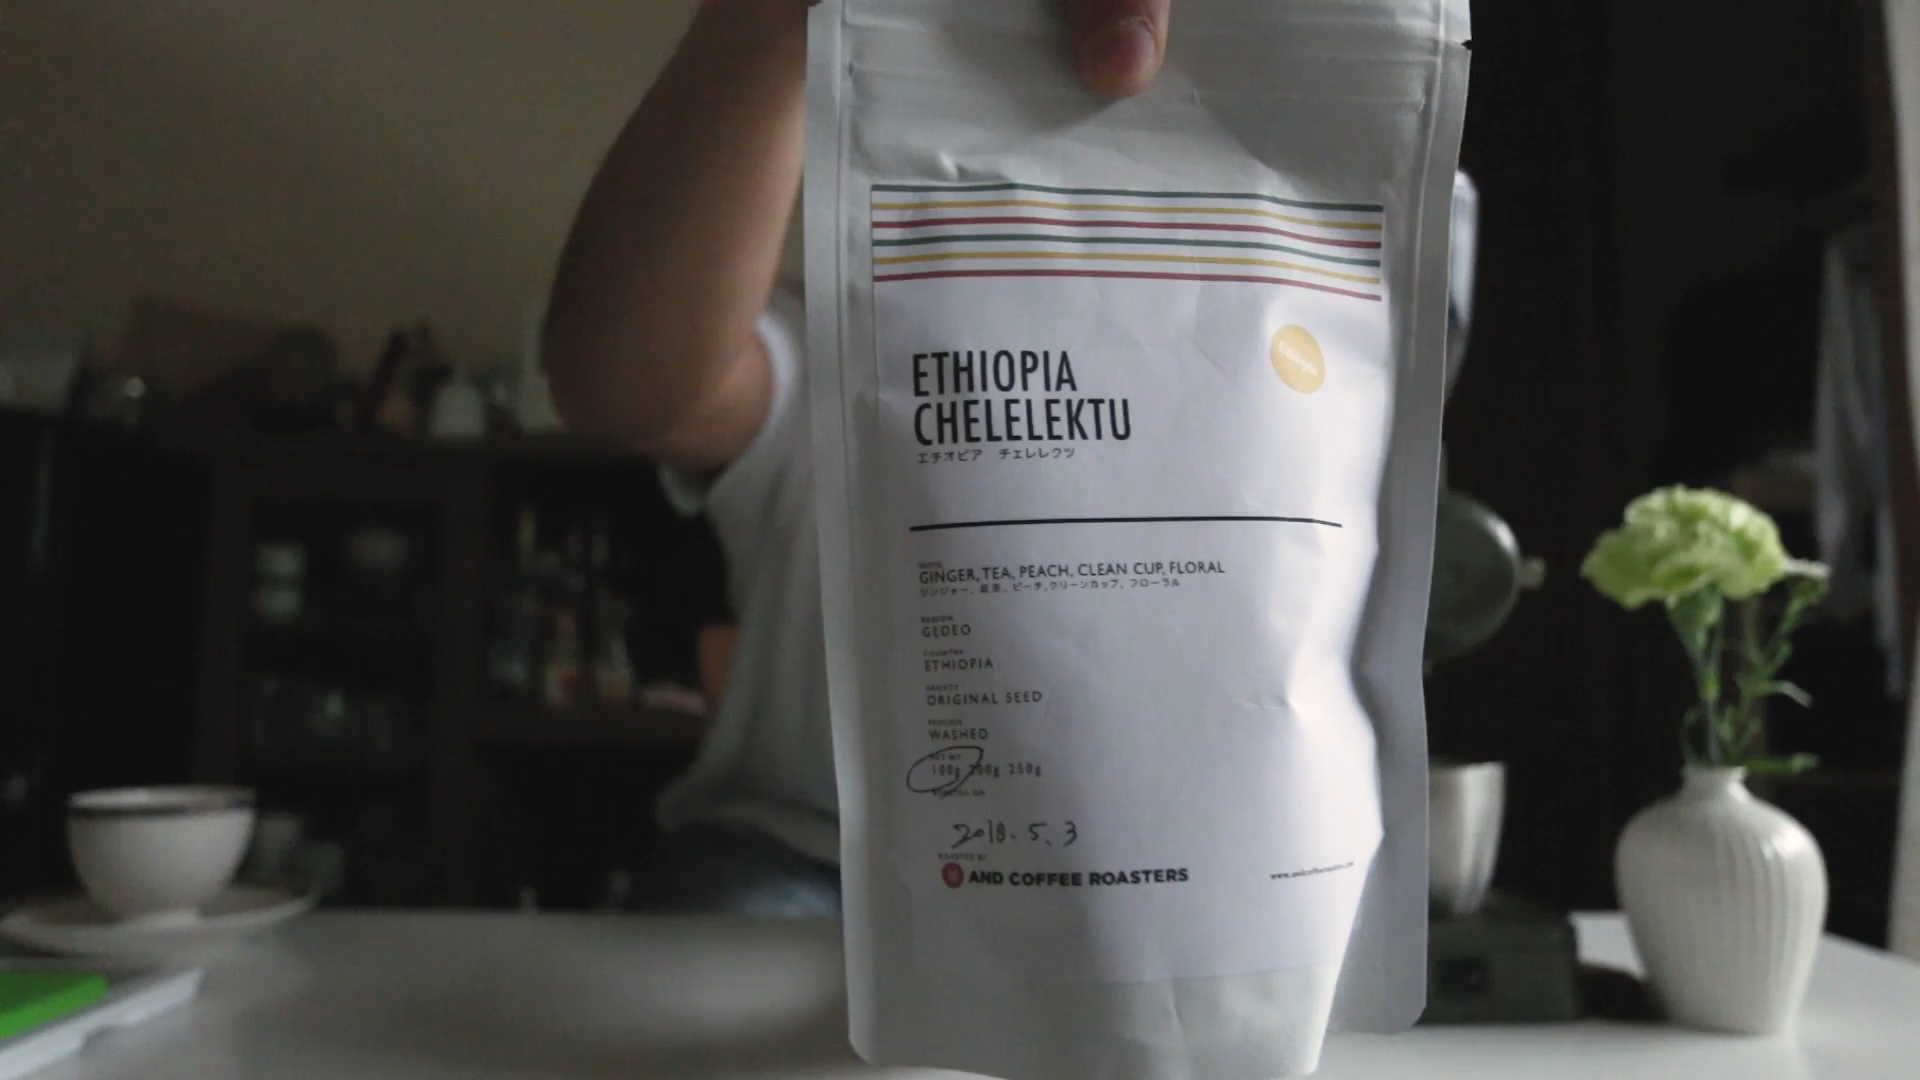 ETHIOPIA
CHELELEKTU
エチオピア チェレレクツ
NOTE
GINGER, TEA, PEACH, CLEAN CUP, FLORAL
ジンジャー、紅茶、ピーチ、クリーンカップ、フローラル
REGION
GEDEO
COUNTRY
ETHIOPIA
VARIETY
ORIGINAL SEED
PROCESS
WASHED
NET WT
100g 200g 250g
ROASTED ON
2018. 5. 3
ROASTED BY
AND COFFEE ROASTERS